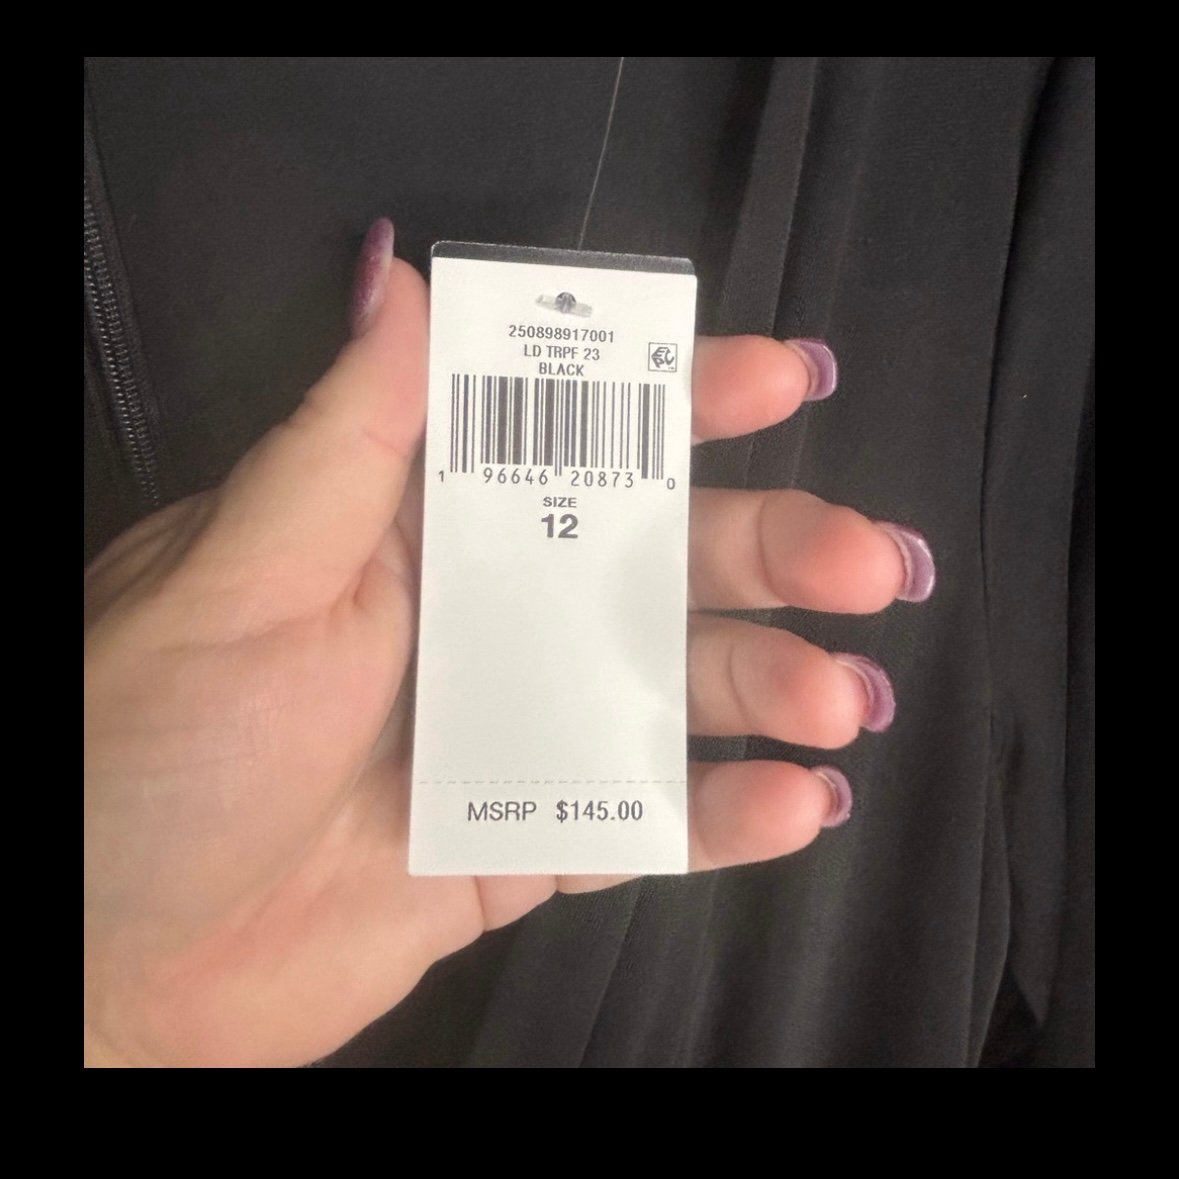 250898917001
LD TRPF 23
BLACK
1 96646 20873 0
SIZE
12
MSRP $145.00